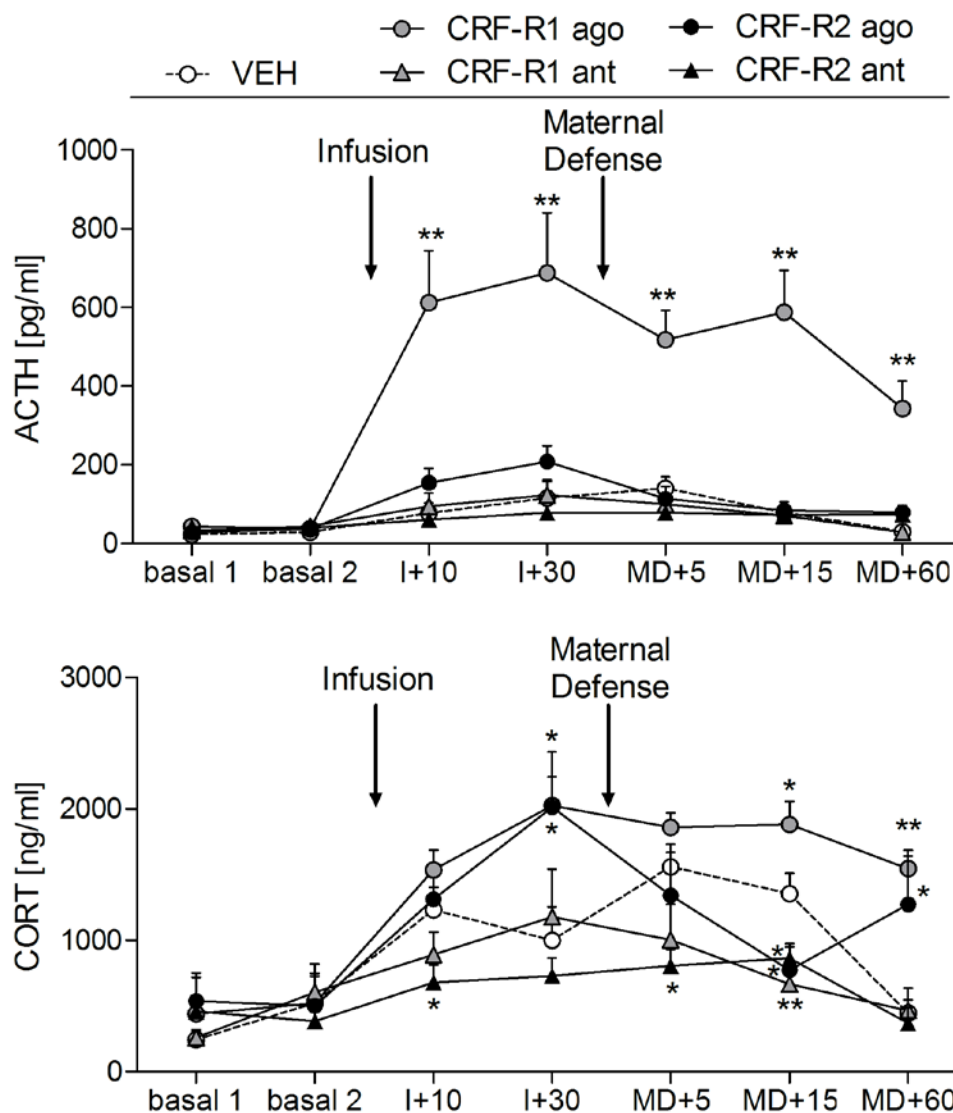 CRF-R1 ago CRF-R2 ago
VEH CRF-R1 ant CRF-R2 ant
Infusion
Maternal
Defense
ACTH [pg/ml]
1000
800
600
400
200
0
** ** ** ** **
basal 1 basal 2 I+10 I+30 MD+5 MD+15 MD+60
Infusion
Maternal
Defense
CORT [ng/ml]
3000
2000
1000
0
* * * ** * * * * * **
basal 1 basal 2 I+10 I+30 MD+5 MD+15 MD+60